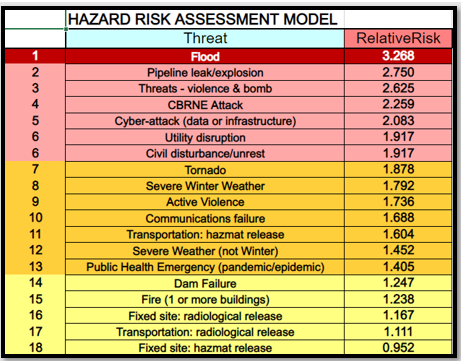 HAZARD RISK ASSESSMENT MODEL
Threat RelativeRisk
1 Flood 3.268
2 Pipeline leak/explosion 2.750
3 Threats - violence & bomb 2.625
4 CBRNE Attack 2.259
5 Cyber-attack (data or infrastructure) 2.083
6 Utility disruption 1.917
6 Civil disturbance/unrest 1.917
7 Tornado 1.878
8 Severe Winter Weather 1.792
9 Active Violence 1.736
10 Communications failure 1.688
11 Transportation: hazmat release 1.604
12 Severe Weather (not Winter) 1.452
13 Public Health Emergency (pandemic/epidemic) 1.405
14 Dam Failure 1.247
15 Fire (1 or more buildings) 1.238
16 Fixed site: radiological release 1.167
17 Transportation: radiological release 1.111
18 Fixed site: hazmat release 0.952